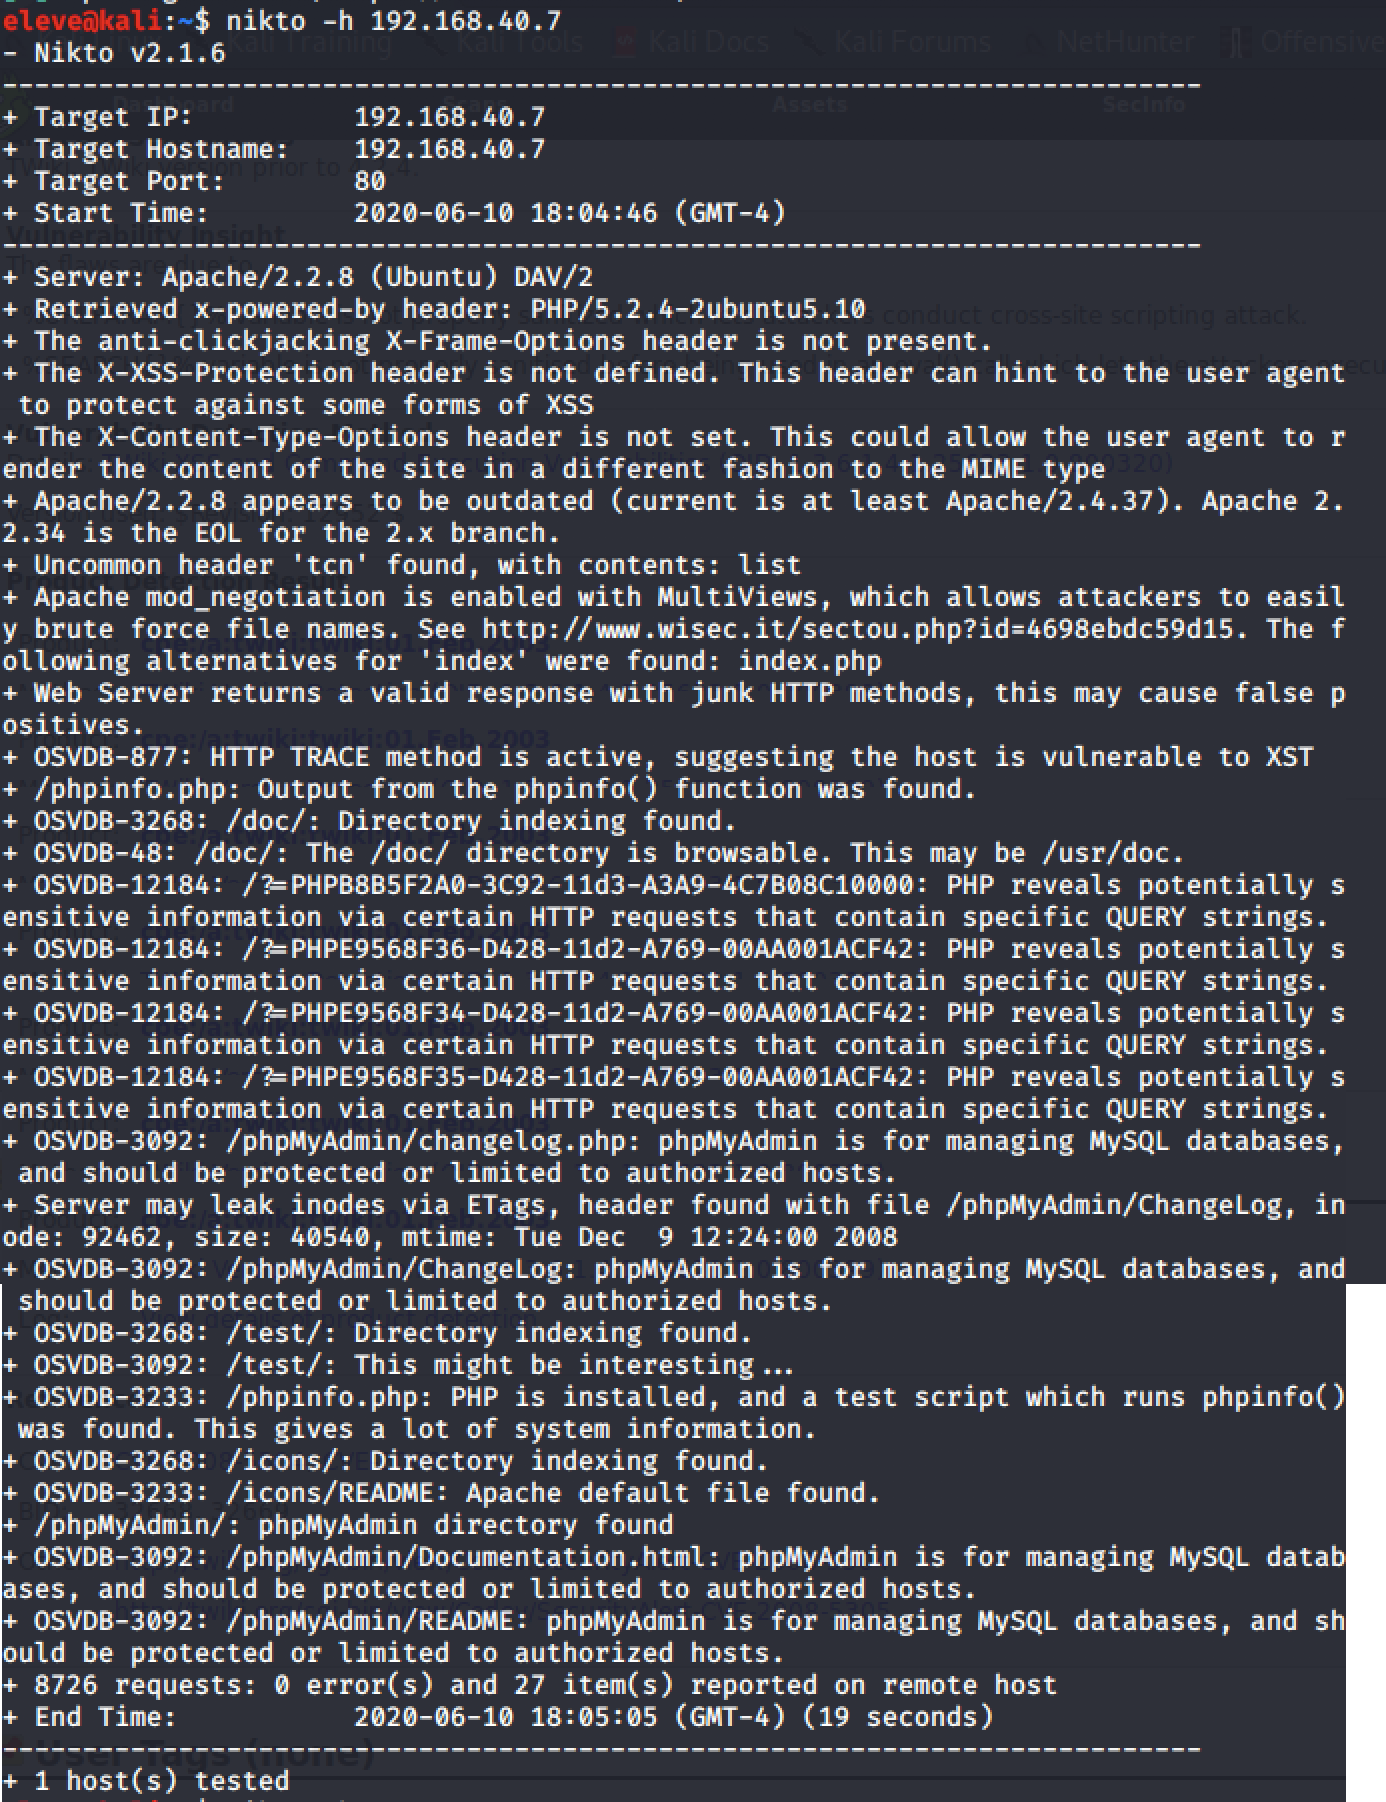 eleve@kali:~$ nikto -h 192.168.40.7
- Nikto v2.1.6
---------------------------------------------------------------------------
+ Target IP:          192.168.40.7
+ Target Hostname:    192.168.40.7
+ Target Port:        80
+ Start Time:         2020-06-10 18:04:46 (GMT-4)
---------------------------------------------------------------------------
+ Server: Apache/2.2.8 (Ubuntu) DAV/2
+ Retrieved x-powered-by header: PHP/5.2.4-2ubuntu5.10
+ The anti-clickjacking X-Frame-Options header is not present.
+ The X-XSS-Protection header is not defined. This header can hint to the user agent
 to protect against some forms of XSS
+ The X-Content-Type-Options header is not set. This could allow the user agent to r
ender the content of the site in a different fashion to the MIME type
+ Apache/2.2.8 appears to be outdated (current is at least Apache/2.4.37). Apache 2.
2.34 is the EOL for the 2.x branch.
+ Uncommon header 'tcn' found, with contents: list
+ Apache mod_negotiation is enabled with MultiViews, which allows attackers to easil
y brute force file names. See http://www.wisec.it/sectou.php?id=4698ebdc59d15. The f
ollowing alternatives for 'index' were found: index.php
+ Web Server returns a valid response with junk HTTP methods, this may cause false p
ositives.
+ OSVDB-877: HTTP TRACE method is active, suggesting the host is vulnerable to XST
+ /phpinfo.php: Output from the phpinfo() function was found.
+ OSVDB-3268: /doc/: Directory indexing found.
+ OSVDB-48: /doc/: The /doc/ directory is browsable. This may be /usr/doc.
+ OSVDB-12184: /?=PHPB8B5F2A0-3C92-11d3-A3A9-4C7B08C10000: PHP reveals potentially s
ensitive information via certain HTTP requests that contain specific QUERY strings.
+ OSVDB-12184: /?=PHPE9568F36-D428-11d2-A769-00AA001ACF42: PHP reveals potentially s
ensitive information via certain HTTP requests that contain specific QUERY strings.
+ OSVDB-12184: /?=PHPE9568F34-D428-11d2-A769-00AA001ACF42: PHP reveals potentially s
ensitive information via certain HTTP requests that contain specific QUERY strings.
+ OSVDB-12184: /?=PHPE9568F35-D428-11d2-A769-00AA001ACF42: PHP reveals potentially s
ensitive information via certain HTTP requests that contain specific QUERY strings.
+ OSVDB-3092: /phpMyAdmin/changelog.php: phpMyAdmin is for managing MySQL databases,
 and should be protected or limited to authorized hosts.
+ Server may leak inodes via ETags, header found with file /phpMyAdmin/ChangeLog, in
ode: 92462, size: 40540, mtime: Tue Dec  9 12:24:00 2008
+ OSVDB-3092: /phpMyAdmin/ChangeLog: phpMyAdmin is for managing MySQL databases, and
 should be protected or limited to authorized hosts.
+ OSVDB-3268: /test/: Directory indexing found.
+ OSVDB-3092: /test/: This might be interesting...
+ OSVDB-3233: /phpinfo.php: PHP is installed, and a test script which runs phpinfo()
 was found. This gives a lot of system information.
+ OSVDB-3268: /icons/: Directory indexing found.
+ OSVDB-3233: /icons/README: Apache default file found.
+ /phpMyAdmin/: phpMyAdmin directory found
+ OSVDB-3092: /phpMyAdmin/Documentation.html: phpMyAdmin is for managing MySQL datab
ases, and should be protected or limited to authorized hosts.
+ OSVDB-3092: /phpMyAdmin/README: phpMyAdmin is for managing MySQL databases, and sh
ould be protected or limited to authorized hosts.
+ 8726 requests: 0 error(s) and 27 item(s) reported on remote host
+ End Time:           2020-06-10 18:05:05 (GMT-4) (19 seconds)
---------------------------------------------------------------------------
+ 1 host(s) tested